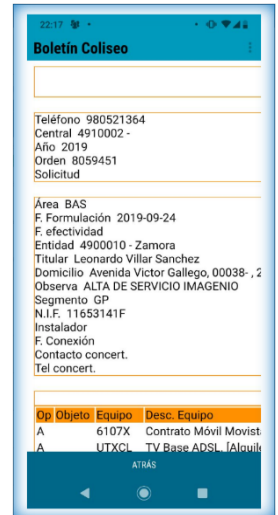 22:17
Boletín Coliseo
Teléfono 980521364
Central 4910002 -
Año 2019
Orden 8059451
Solicitud
Área BAS
F. Formulación 2019-09-24
F. efectividad
Entidad 4900010 - Zamora
Titular Leonardo Villar Sanchez
Domicilio Avenida Victor Gallego, 00038- , 2
Observa ALTA DE SERVICIO IMAGENIO
Segmento GP
N.I.F. 11653141F
Instalador
F. Conexión
Contacto concert.
Tel concert.
Op Objeto Equipo Desc. Equipo
A 6107X Contrato Móvil Movist
A UTXCL TV Base ADSL. [Alquile
ATRÁS